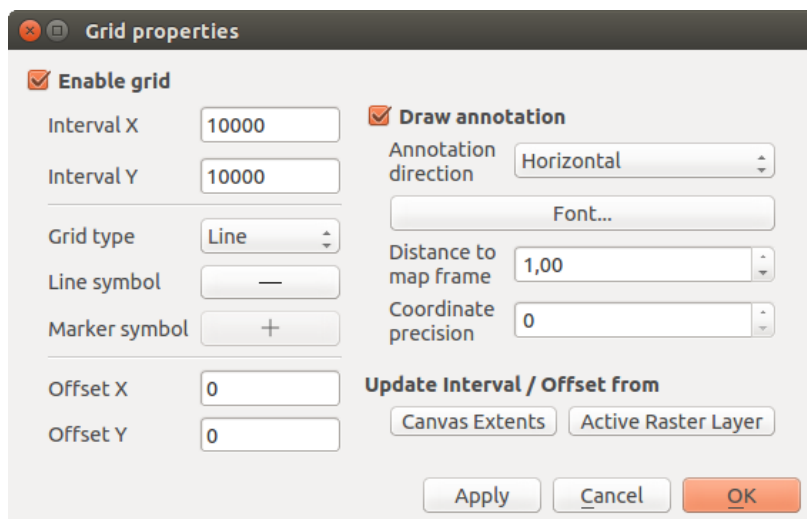 Grid properties
Enable grid
Interval X 10000
Interval Y 10000
Grid type Line
Line symbol
Marker symbol
Offset X 0
Offset Y 0
Draw annotation
Annotation
direction
Horizontal
Font...
Distance to
map frame
1,00
Coordinate
precision
0
Update Interval / Offset from
Canvas Extents Active Raster Layer
Apply Cancel OK